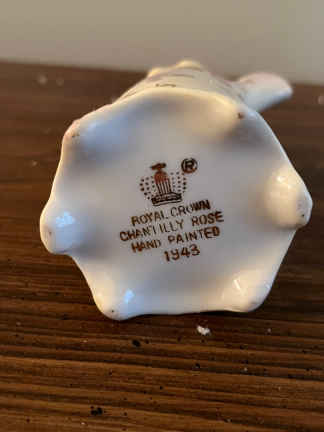 ®
ROYAL CROWN
CHANTILLY ROSE
HAND PAINTED
1943